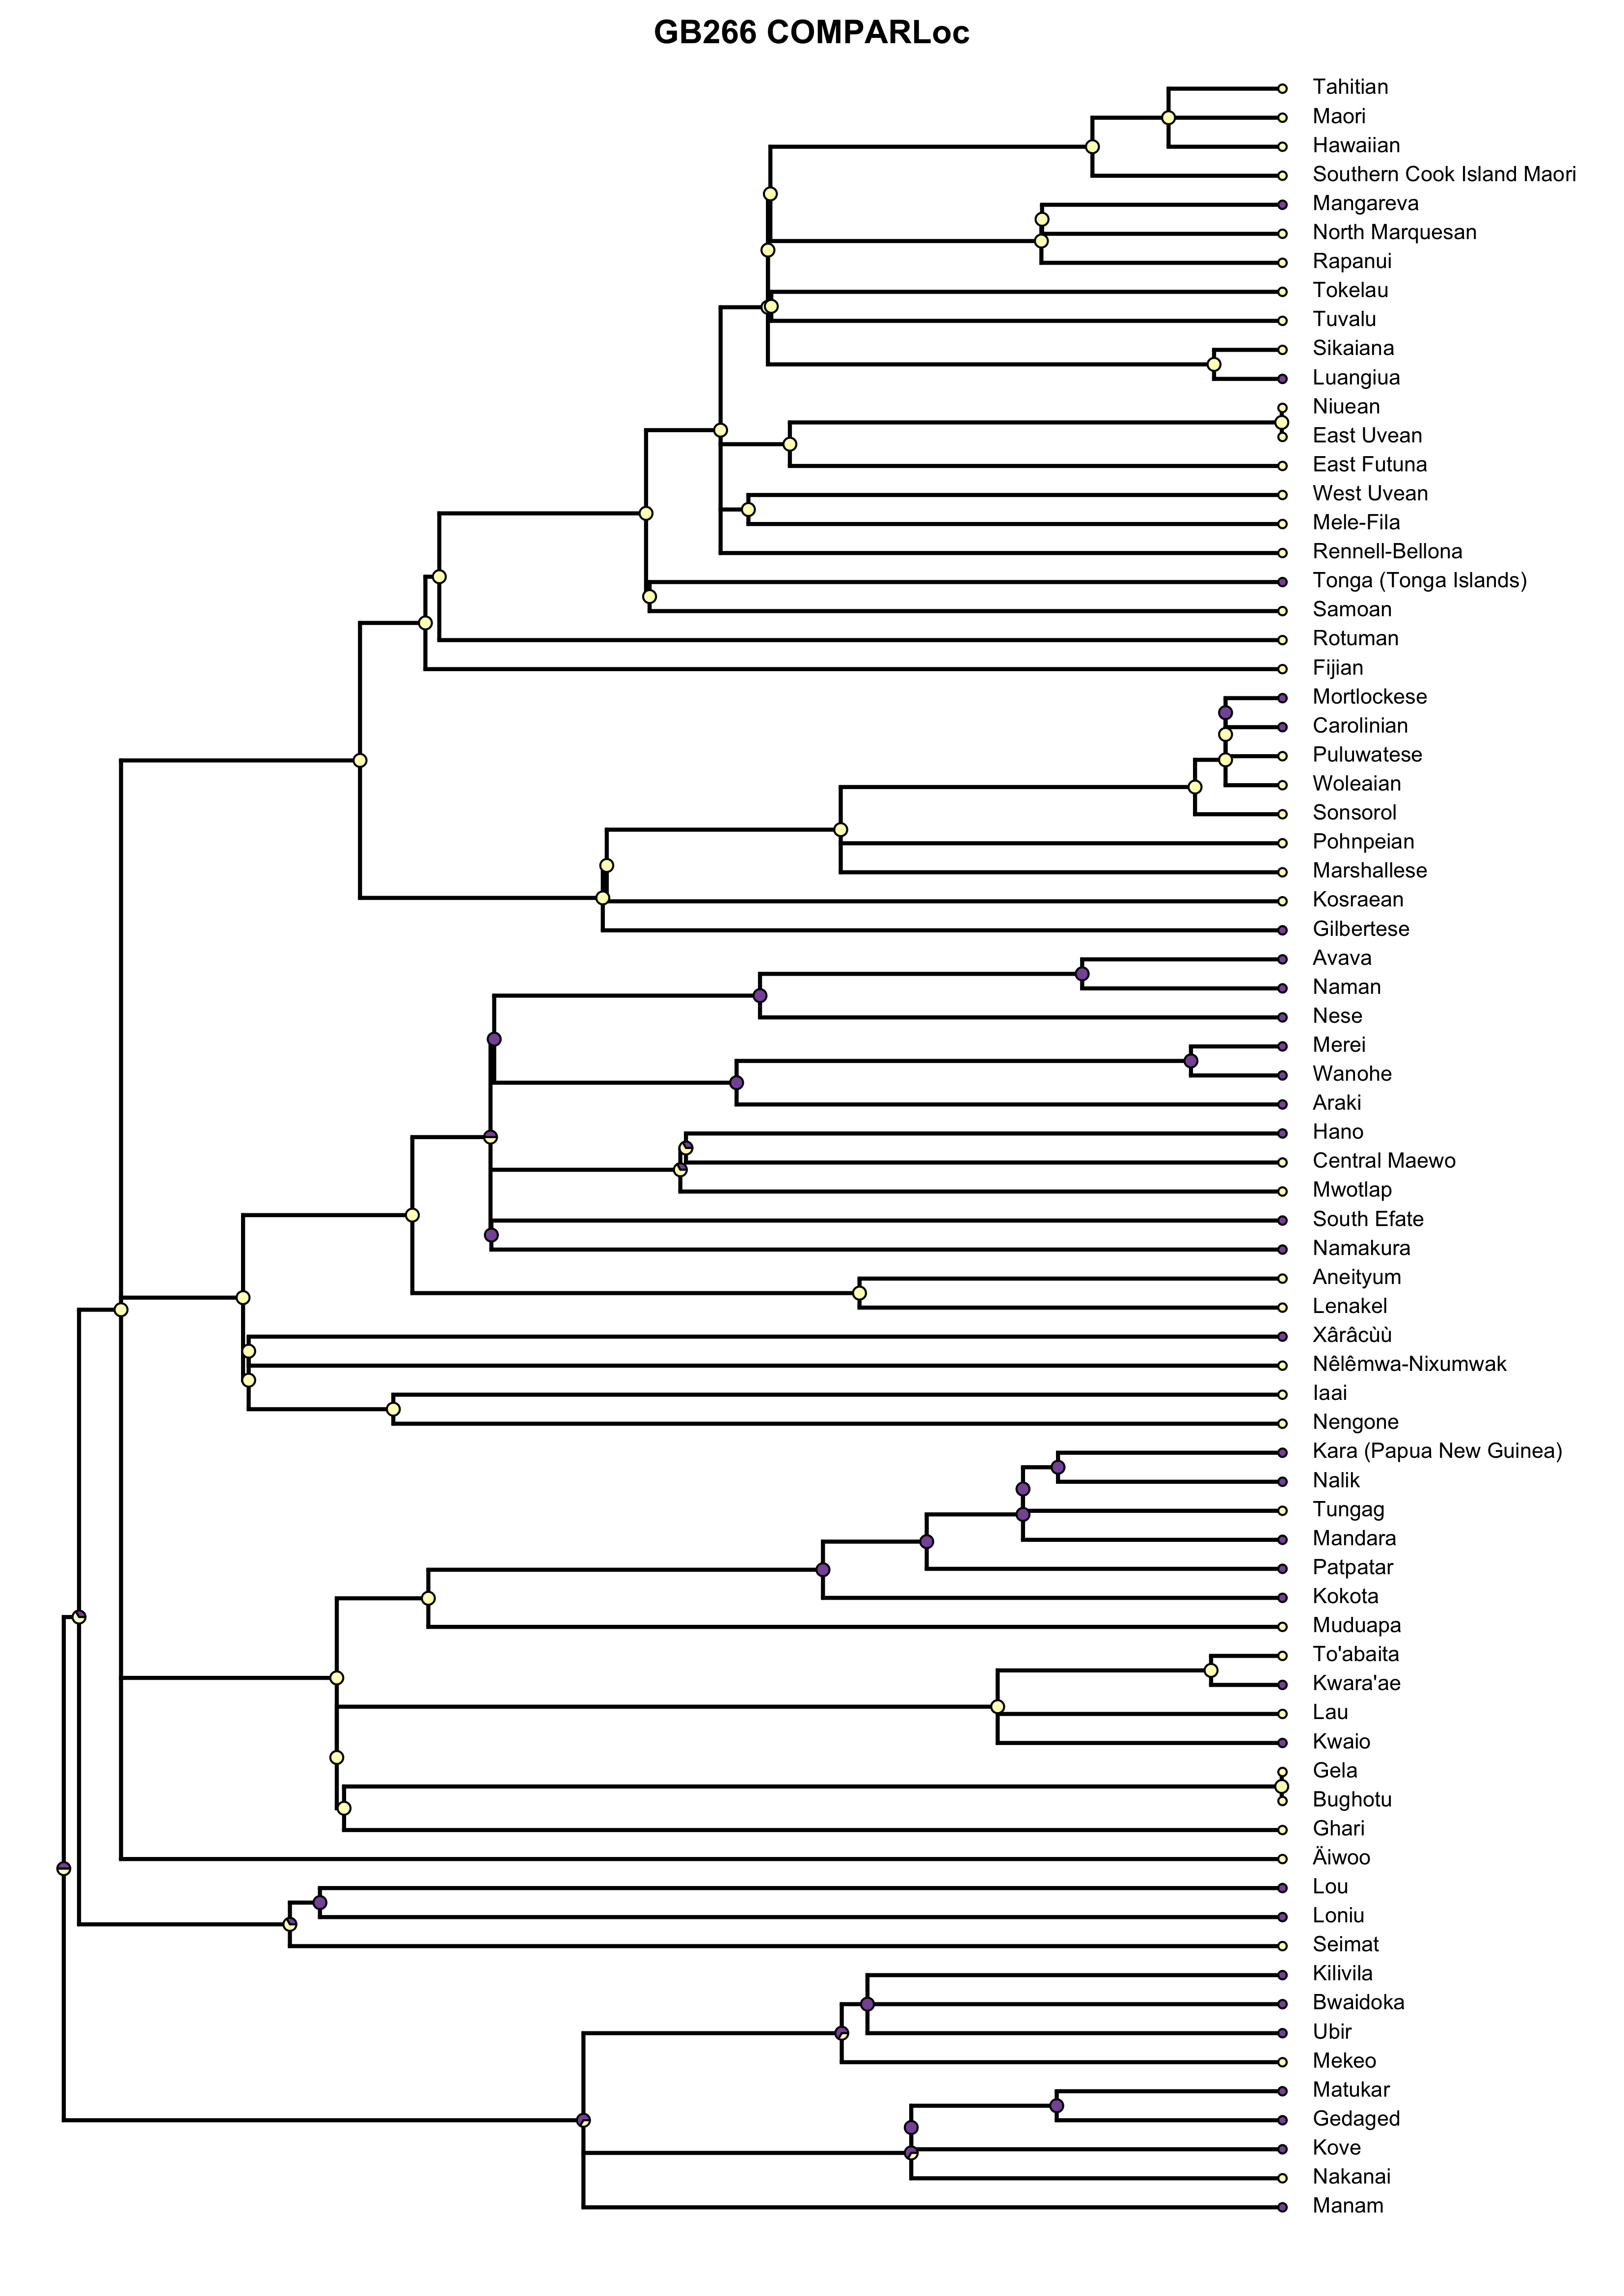 GB266 COMPARLoc
Tahitian
Maori
Hawaiian
Southern Cook Island Maori
Mangareva
North Marquesan
Rapanui
Tokelau
Tuvalu
Sikaiana
Luangiua
Niuean
East Uvean
East Futuna
West Uvean
Mele-Fila
Rennell-Bellona
Tonga (Tonga Islands)
Samoan
Rotuman
Fijian
Mortlockese
Carolinian
Puluwatese
Woleaian
Sonsorol
Pohnpeian
Marshallese
Kosraean
Gilbertese
Avava
Naman
Nese
Merei
Wanohe
Araki
Hano
Central Maewo
Mwotlap
South Efate
Namakura
Aneityum
Lenakel
Xârâcùù
Nêlêmwa-Nixumwak
Iaai
Nengone
Kara (Papua New Guinea)
Nalik
Tungag
Mandara
Patpatar
Kokota
Muduapa
To'abaita
Kwara'ae
Lau
Kwaio
Gela
Bughotu
Ghari
Äiwoo
Lou
Loniu
Seimat
Kilivila
Bwaidoka
Ubir
Mekeo
Matukar
Gedaged
Kove
Nakanai
Manam